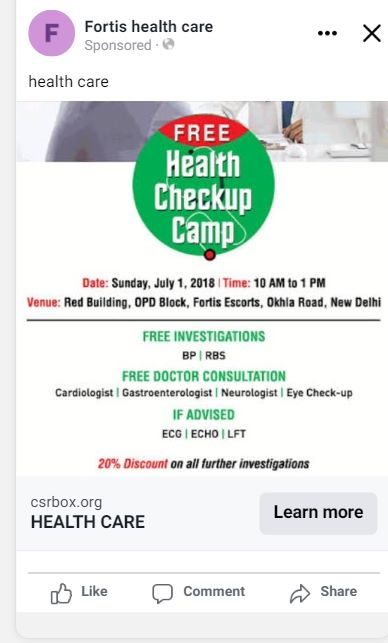 F
Fortis health care
Sponsored ·
health care
FREE
Health
Checkup
Camp
Date: Sunday, July 1, 2018 | Time: 10 AM to 1 PM
Venue: Red Building, OPD Block, Fortis Escorts, Okhla Road, New Delhi
FREE INVESTIGATIONS
BP | RBS
FREE DOCTOR CONSULTATION
Cardiologist | Gastroenterologist | Neurologist | Eye Check-up
IF ADVISED
ECG | ECHO | LFT
20% Discount on all further investigations
csrbox.org
HEALTH CARE
Learn more
Like Comment Share